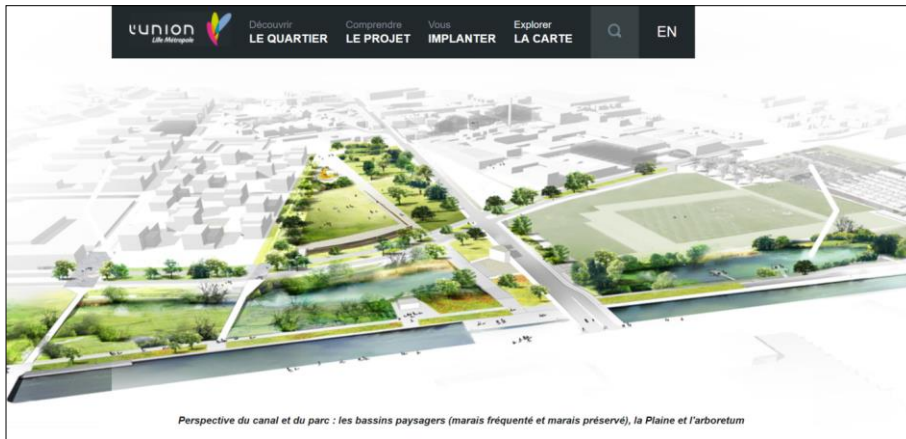 l'union
Lille Métropole
Découvrir
LE QUARTIER
Comprendre
LE PROJET
Vous
IMPLANTER
Explorer
LA CARTE
EN
Perspective du canal et du parc : les bassins paysagers (marais fréquenté et marais préservé), la Plaine et l'arboretum